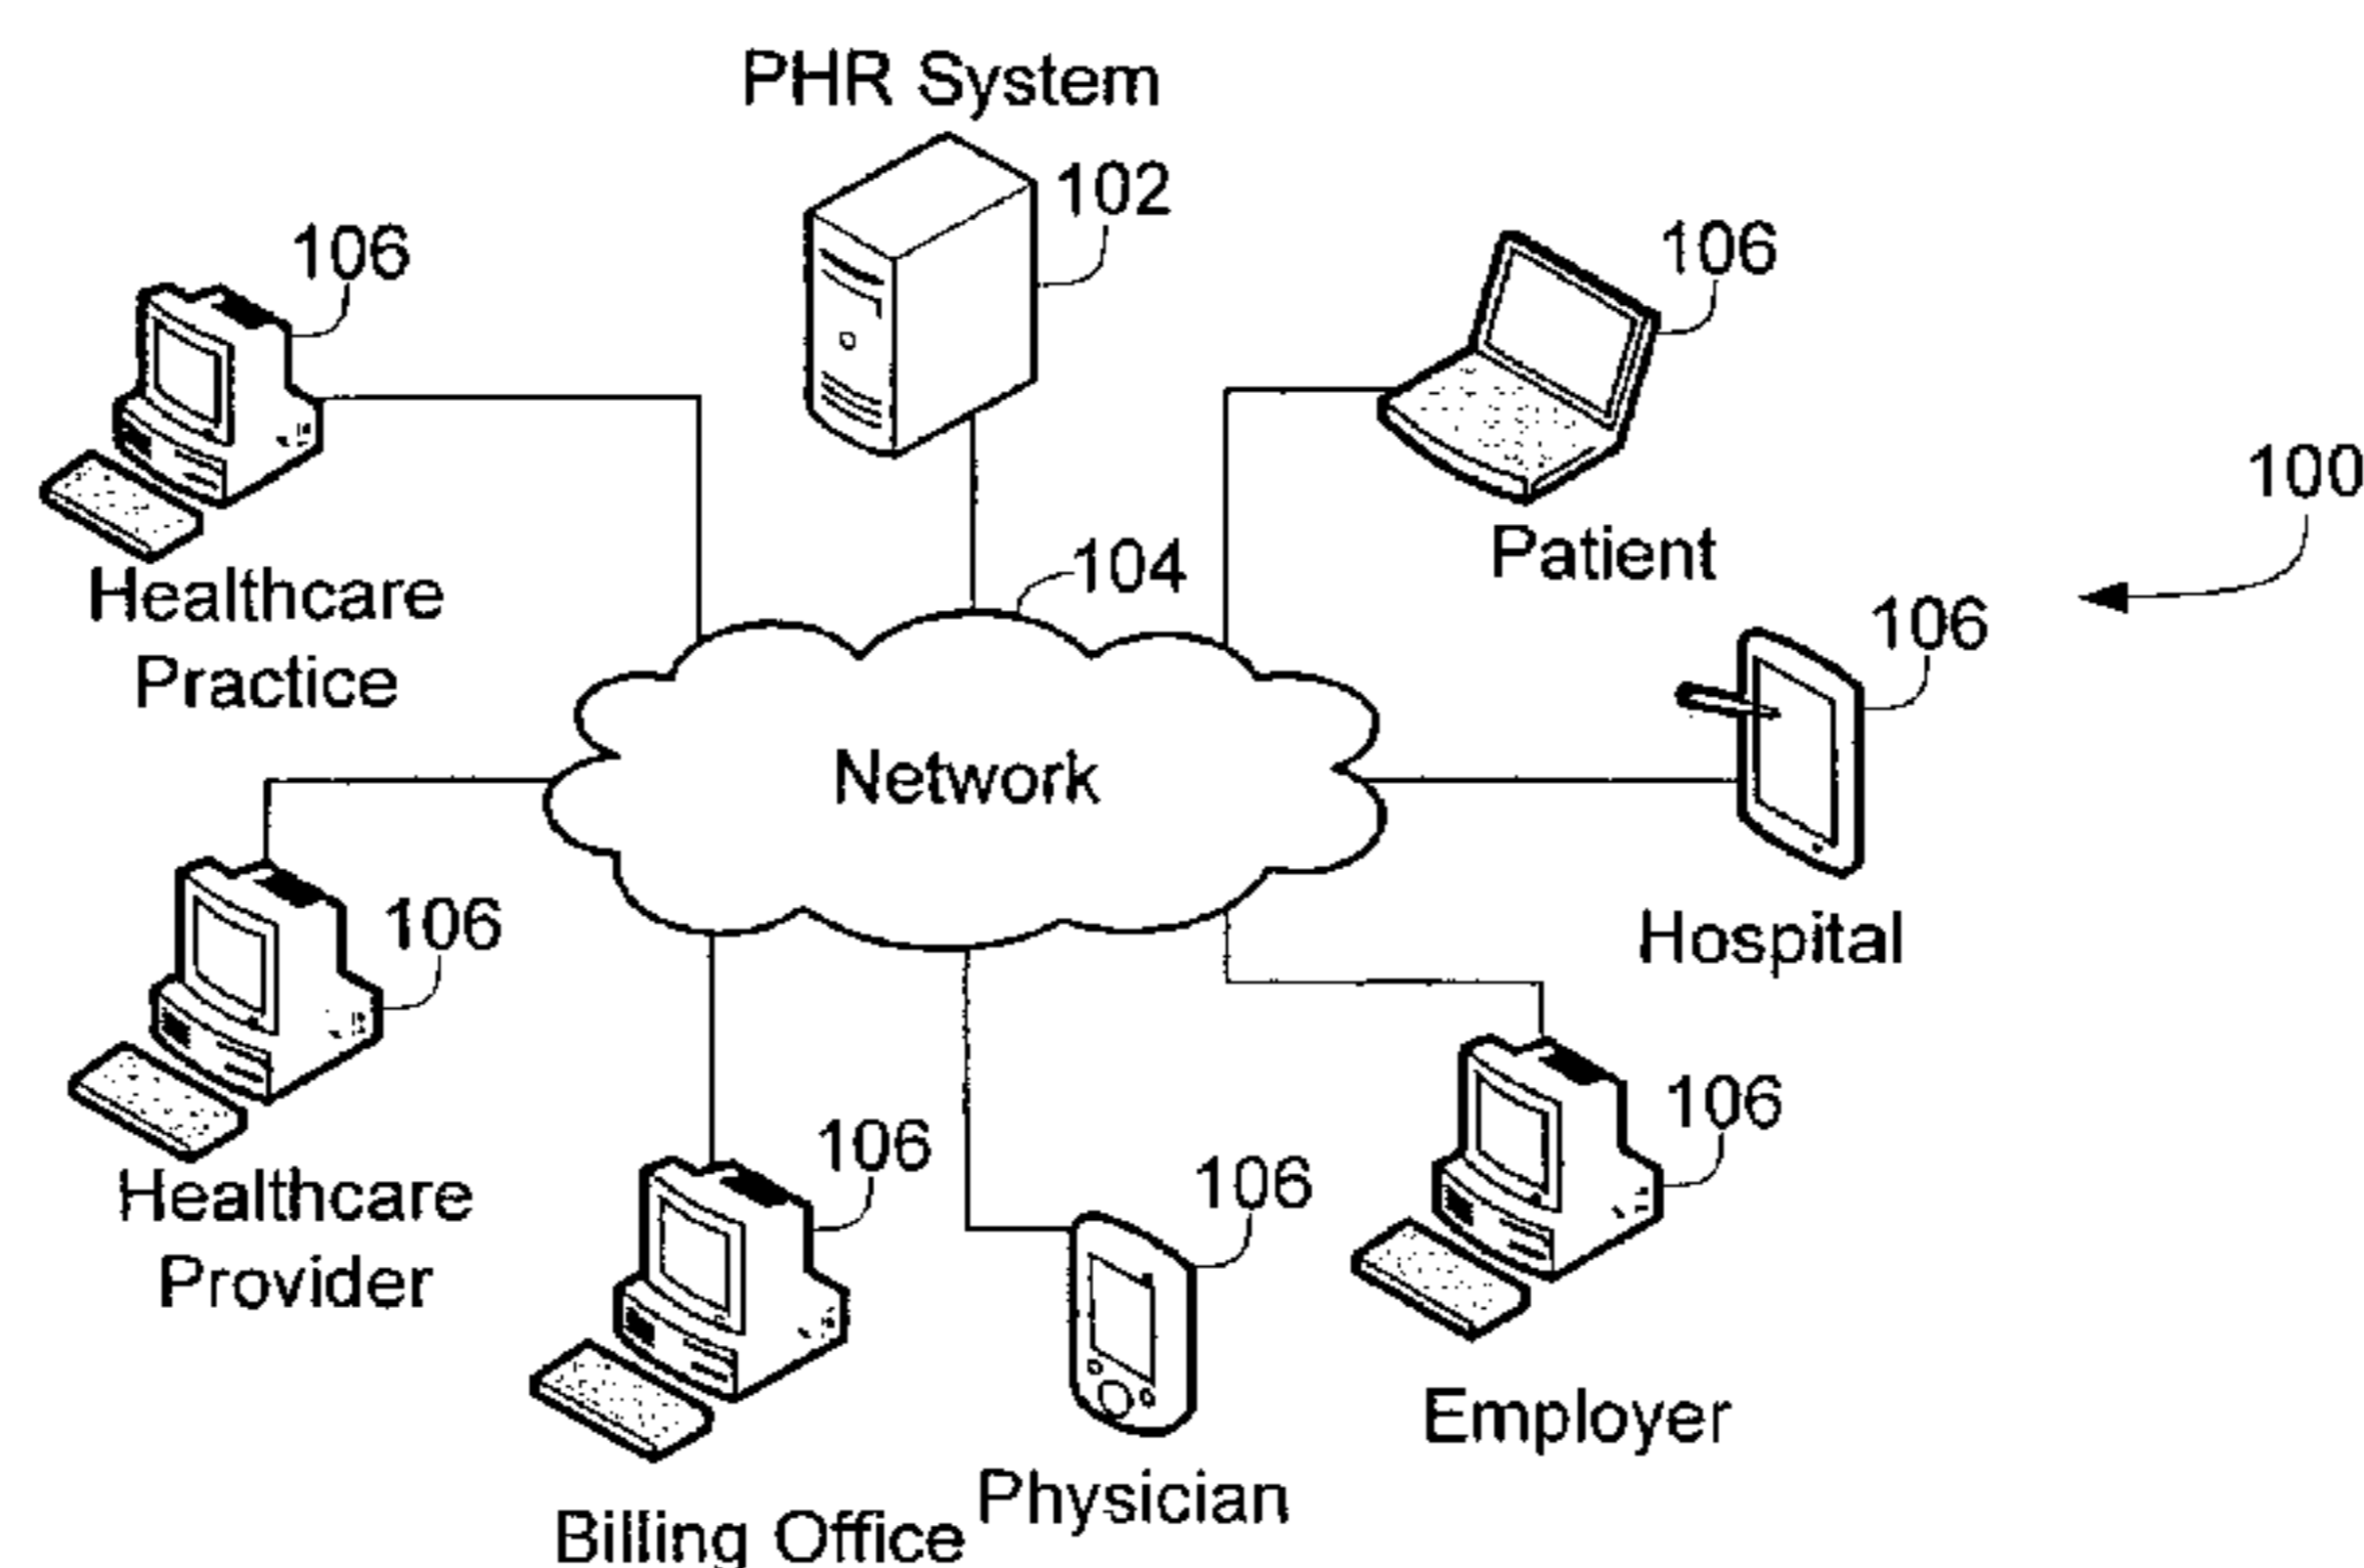 PHR System
102
106
106
100
Patient
104
Healthcare
Practice
106
Network
106
Hospital
106
106
106
Healthcare
Provider
Employer
Physician
Billing Office